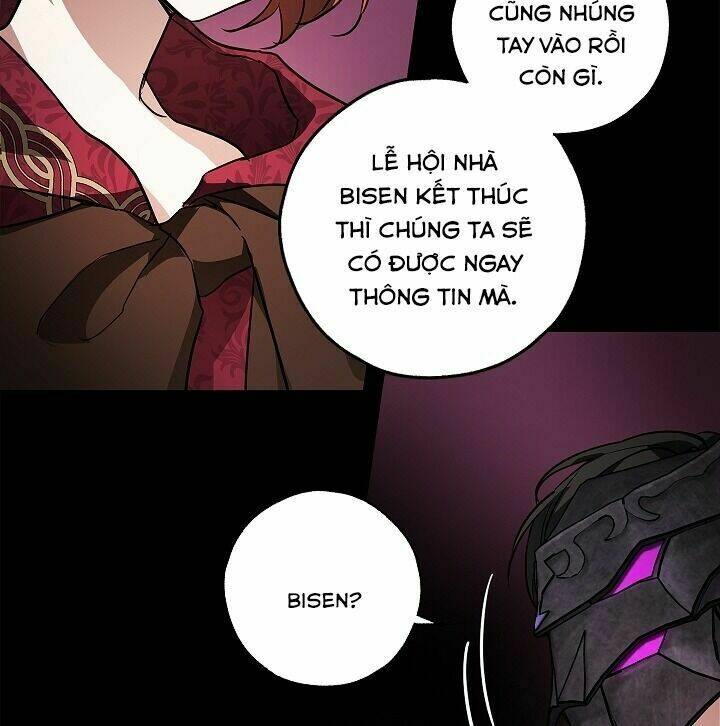 CŨNG NHÚNG
TAY VÀO RỒI
CÒN GÌ.
LỄ HỘI NHÀ
BISEN KẾT THÚC
THÌ CHÚNG TA SẼ
CÓ ĐƯỢC NGAY
THÔNG TIN MÀ.
BISEN?